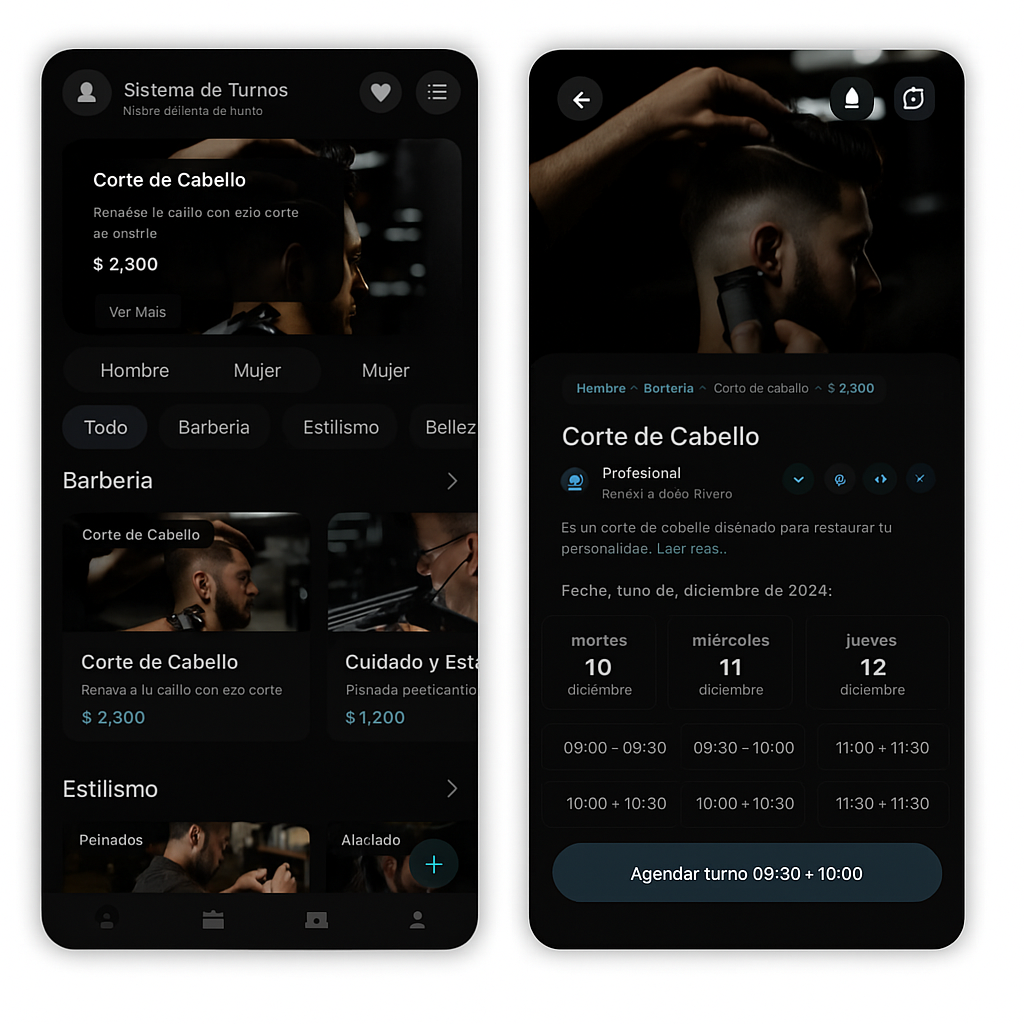 Sistema de Turnos
Nisbre déilenta de hunto
Corte de Cabello
Renaése le caiïlo con ezio corte
ae onstrle
$ 2,300
Ver Mais
Hombre Mujer Mujer
Todo Barberia Estilismo Bellez
Barberia
Corte de Cabello
Corte de Cabello
Renava a lu caillo con ezo corte
$ 2,300
Cuidado y Esta
Pisnada peeticantio
$ 1,200
Estilismo
Peinados
Alaclado
Hembre ^ Borteria ^ Corto de caballo ^ $ 2,300
Corte de Cabello
Profesional
Renéxi a doéo Rivero
Es un corte de cobelle disénado para restaurar tu
personalidae. Laer reas..
Feche, tuno de, diciembre de 2024:
mortes
10
diciémbre
miércoles
11
diciembre
jueves
12
diciembre
09:00 – 09:30 09:30 – 10:00 11:00 + 11:30
10:00 + 10:30 10:00 + 10:30 11:30 + 11:30
Agendar turno 09:30 + 10:00